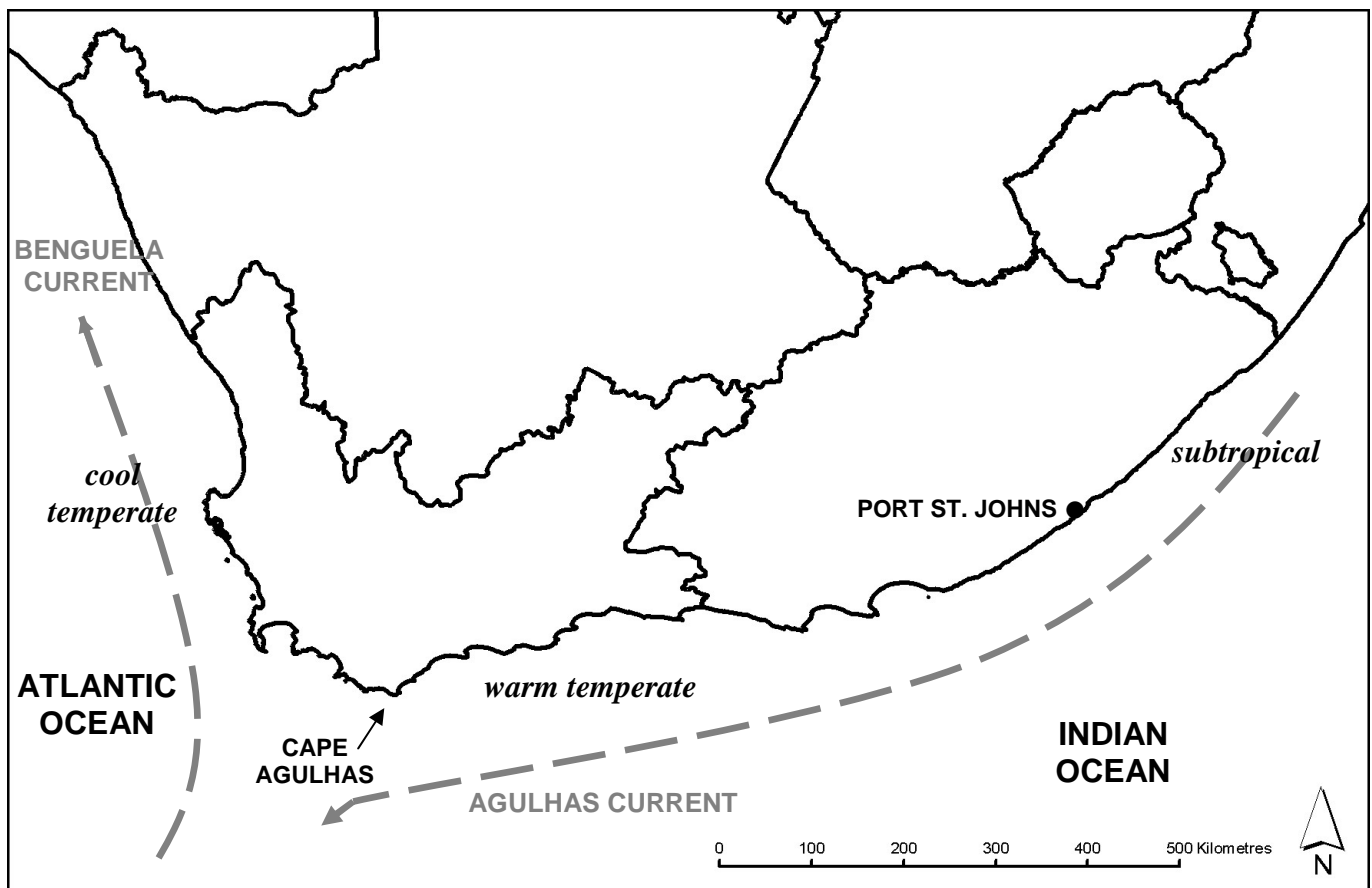 BENGUELA
CURRENT
cool
temperate
subtropical
PORT ST. JOHNS
ATLANTIC
OCEAN
warm temperate
CAPE
AGULHAS
INDIAN
OCEAN
AGULHAS CURRENT
0 100 200 300 400 500 Kilometres
N